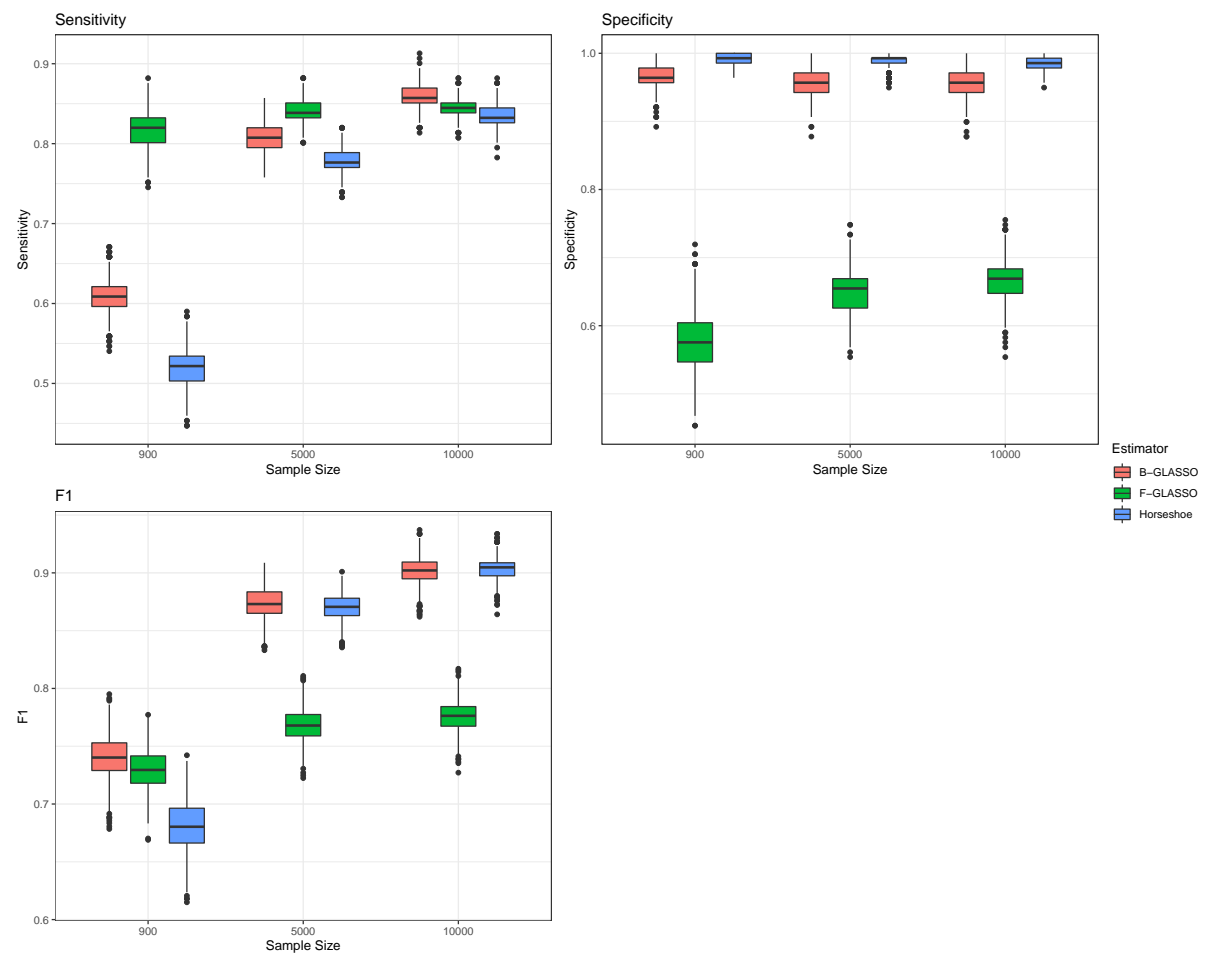 Sensitivity
Sensitivity
0.9
0.8
0.7
0.6
0.5
900
5000
10000
Sample Size
Specificity
Specificity
1.0
0.8
0.6
900
5000
10000
Sample Size
F1
F1
0.9
0.8
0.7
0.6
900
5000
10000
Sample Size
Estimator
B−GLASSO
F−GLASSO
Horseshoe